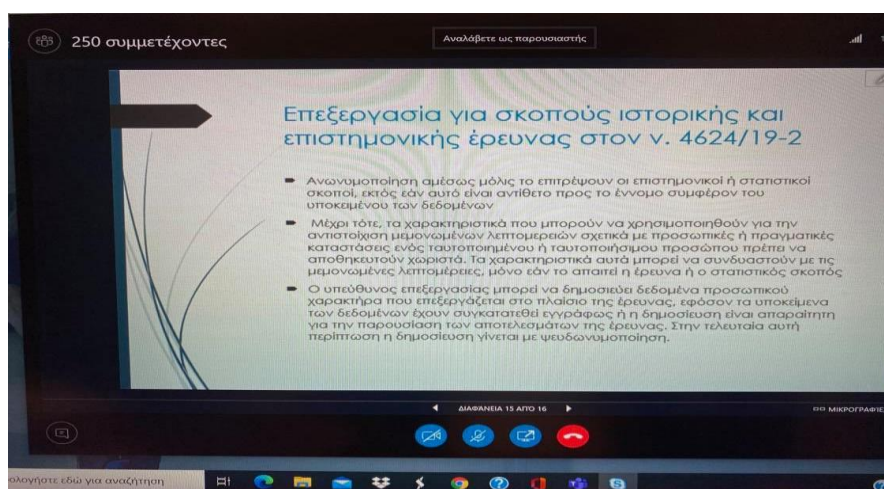 250 συμμετέχοντες
Αναλάβετε ως παρουσιαστής
Επεξεργασία για σκοπούς ιστορικής και
επιστημονικής έρευνας στον ν. 4624/19-2
Ανωνυμοποίηση αμέσως μόλις το επιτρέψουν οι επιστημονικοί ή στατιστικοί
σκοποί, εκτός εάν αυτό είναι αντίθετο προς το έννομο συμφέρον του
υποκειμένου των δεδομένων
Μέχρι τότε, τα χαρακτηριστικά που μπορούν να χρησιμοποιηθούν για την
αντιστοίχιση μεμονωμένων λεπτομερειών σχετικά με προσωπικές ή πραγματικές
καταστάσεις ενός ταυτοποιημένου ή ταυτοποιήσιμου προσώπου πρέπει να
αποθηκευτούν χωριστά. Τα χαρακτηριστικά αυτά μπορεί να συνδυαστούν με τις
μεμονωμένες λεπτομέρειες, μόνο εάν το απαιτεί η έρευνα ή ο στατιστικός σκοπός
Ο υπεύθυνος επεξεργασίας μπορεί να δημοσιεύει δεδομένα προσωπικού
χαρακτήρα που επεξεργάζεται στο πλαίσιο της έρευνας, εφόσον τα υποκείμενα
των δεδομένων έχουν συγκατατεθεί εγγράφως ή η δημοσίευση είναι απαραίτητη
για την παρουσίαση των αποτελεσμάτων της έρευνας. Στην τελευταία αυτή
περίπτωση η δημοσίευση γίνεται με ψευδωνυμοποίηση.
ΔΙΑΦΑΝΕΙΑ 15 ΑΠΟ 16
ΜΙΚΡΟΓΡΑΦΙΕΣ
εδώ για αναζήτηση